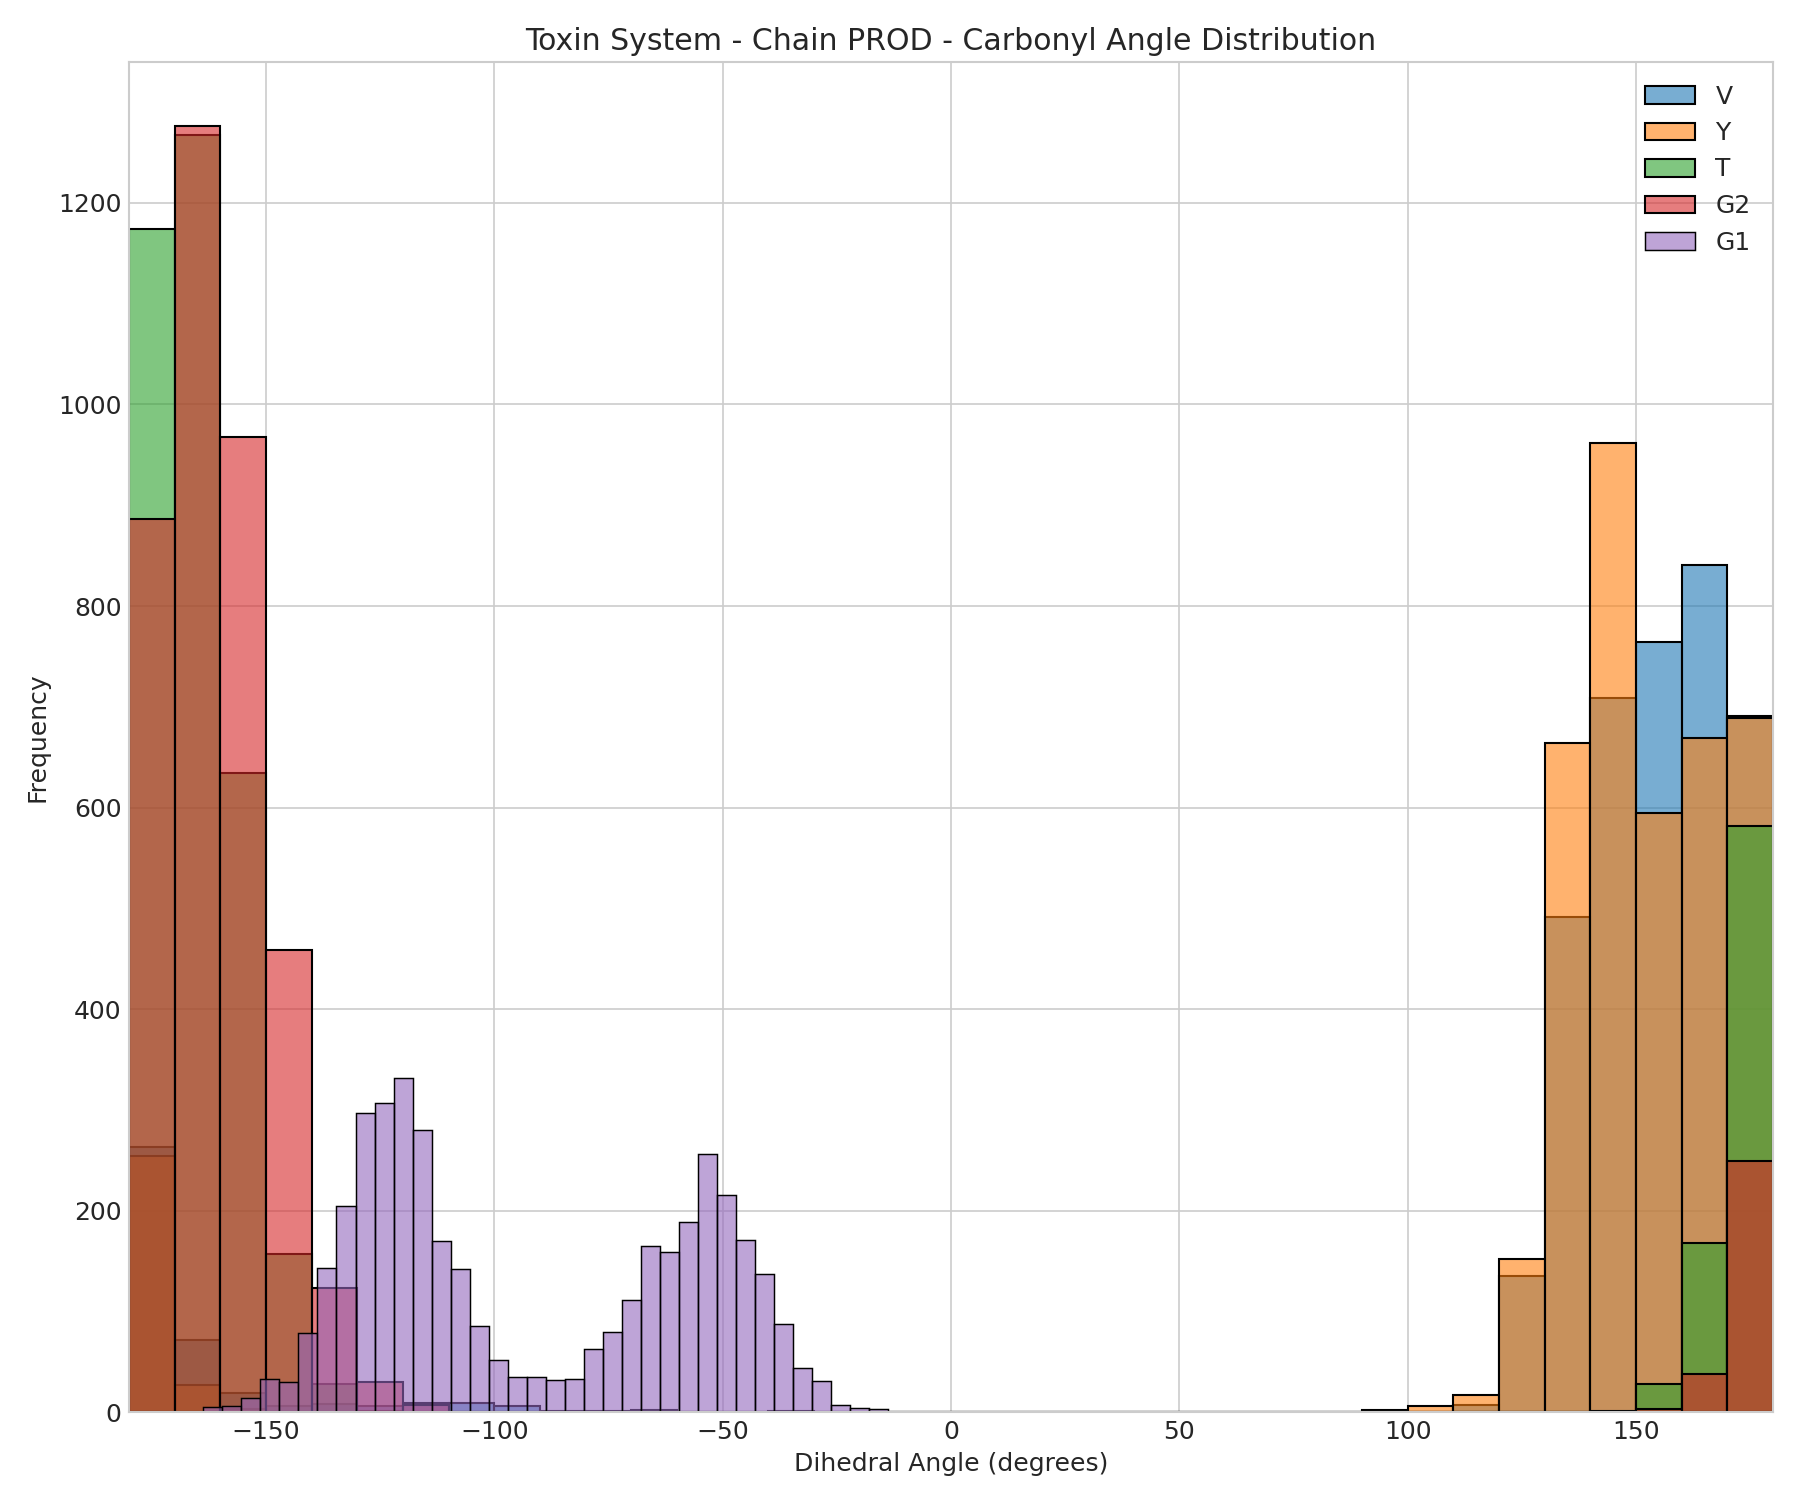 Toxin System - Chain PROD - Carbonyl Angle Distribution
V
Y
T
G2
G1
1200
1000
800
600
400
200
0
Frequency
−150
−100
−50
0
50
100
150
Dihedral Angle (degrees)